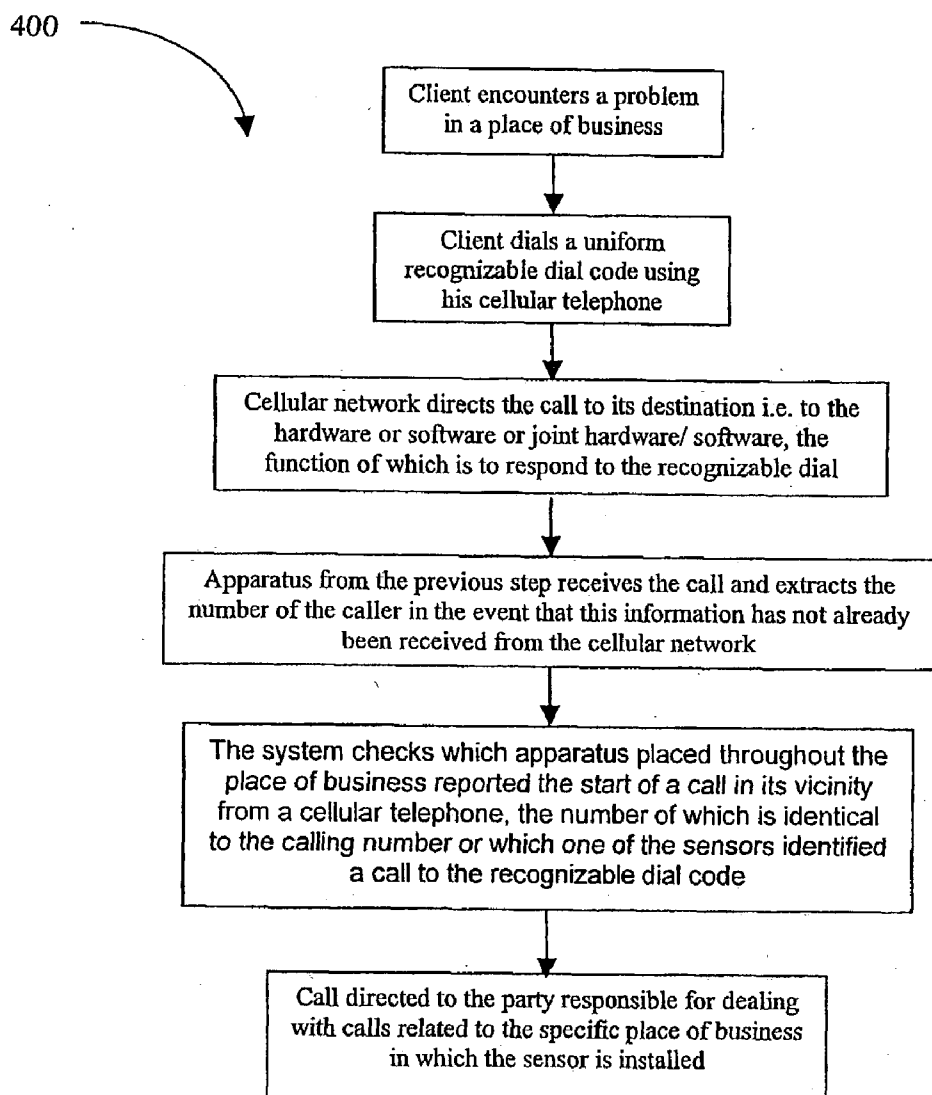 400
Client encounters a problem
in a place of business
Client dials a uniform
recognizable dial code using
his cellular telephone
Cellular network directs the call to its destination i.e. to the
hardware or software or joint hardware/ software, the
function of which is to respond to the recognizable dial
Apparatus from the previous step receives the call and extracts the
number of the caller in the event that this information has not already
been received from the cellular network
The system checks which apparatus placed throughout the
place of business reported the start of a call in its vicinity
from a cellular telephone, the number of which is identical
to the calling number or which one of the sensors identified
a call to the recognizable dial code
Call directed to the party responsible for dealing
with calls related to the specific place of business
in which the sensor is installed